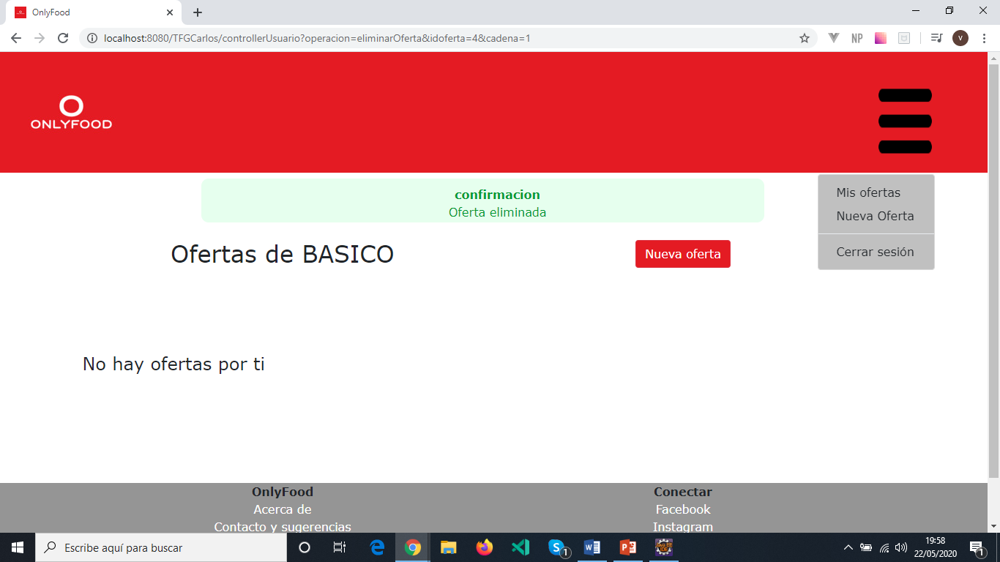 OnlyFood
localhost:8080/TFGCarlos/controllerUsuario?operacion=eliminarOferta&idoferta=4&cadena=1
NP
V
ONLYFOOD
confirmacion
Oferta eliminada
Mis ofertas
Nueva Oferta
Cerrar sesión
Ofertas de BASICO
Nueva oferta
No hay ofertas por ti
OnlyFood
Acerca de
Contacto y sugerencias
Conectar
Facebook
Instagram
Escribe aquí para buscar
1
19:58
22/05/2020
1